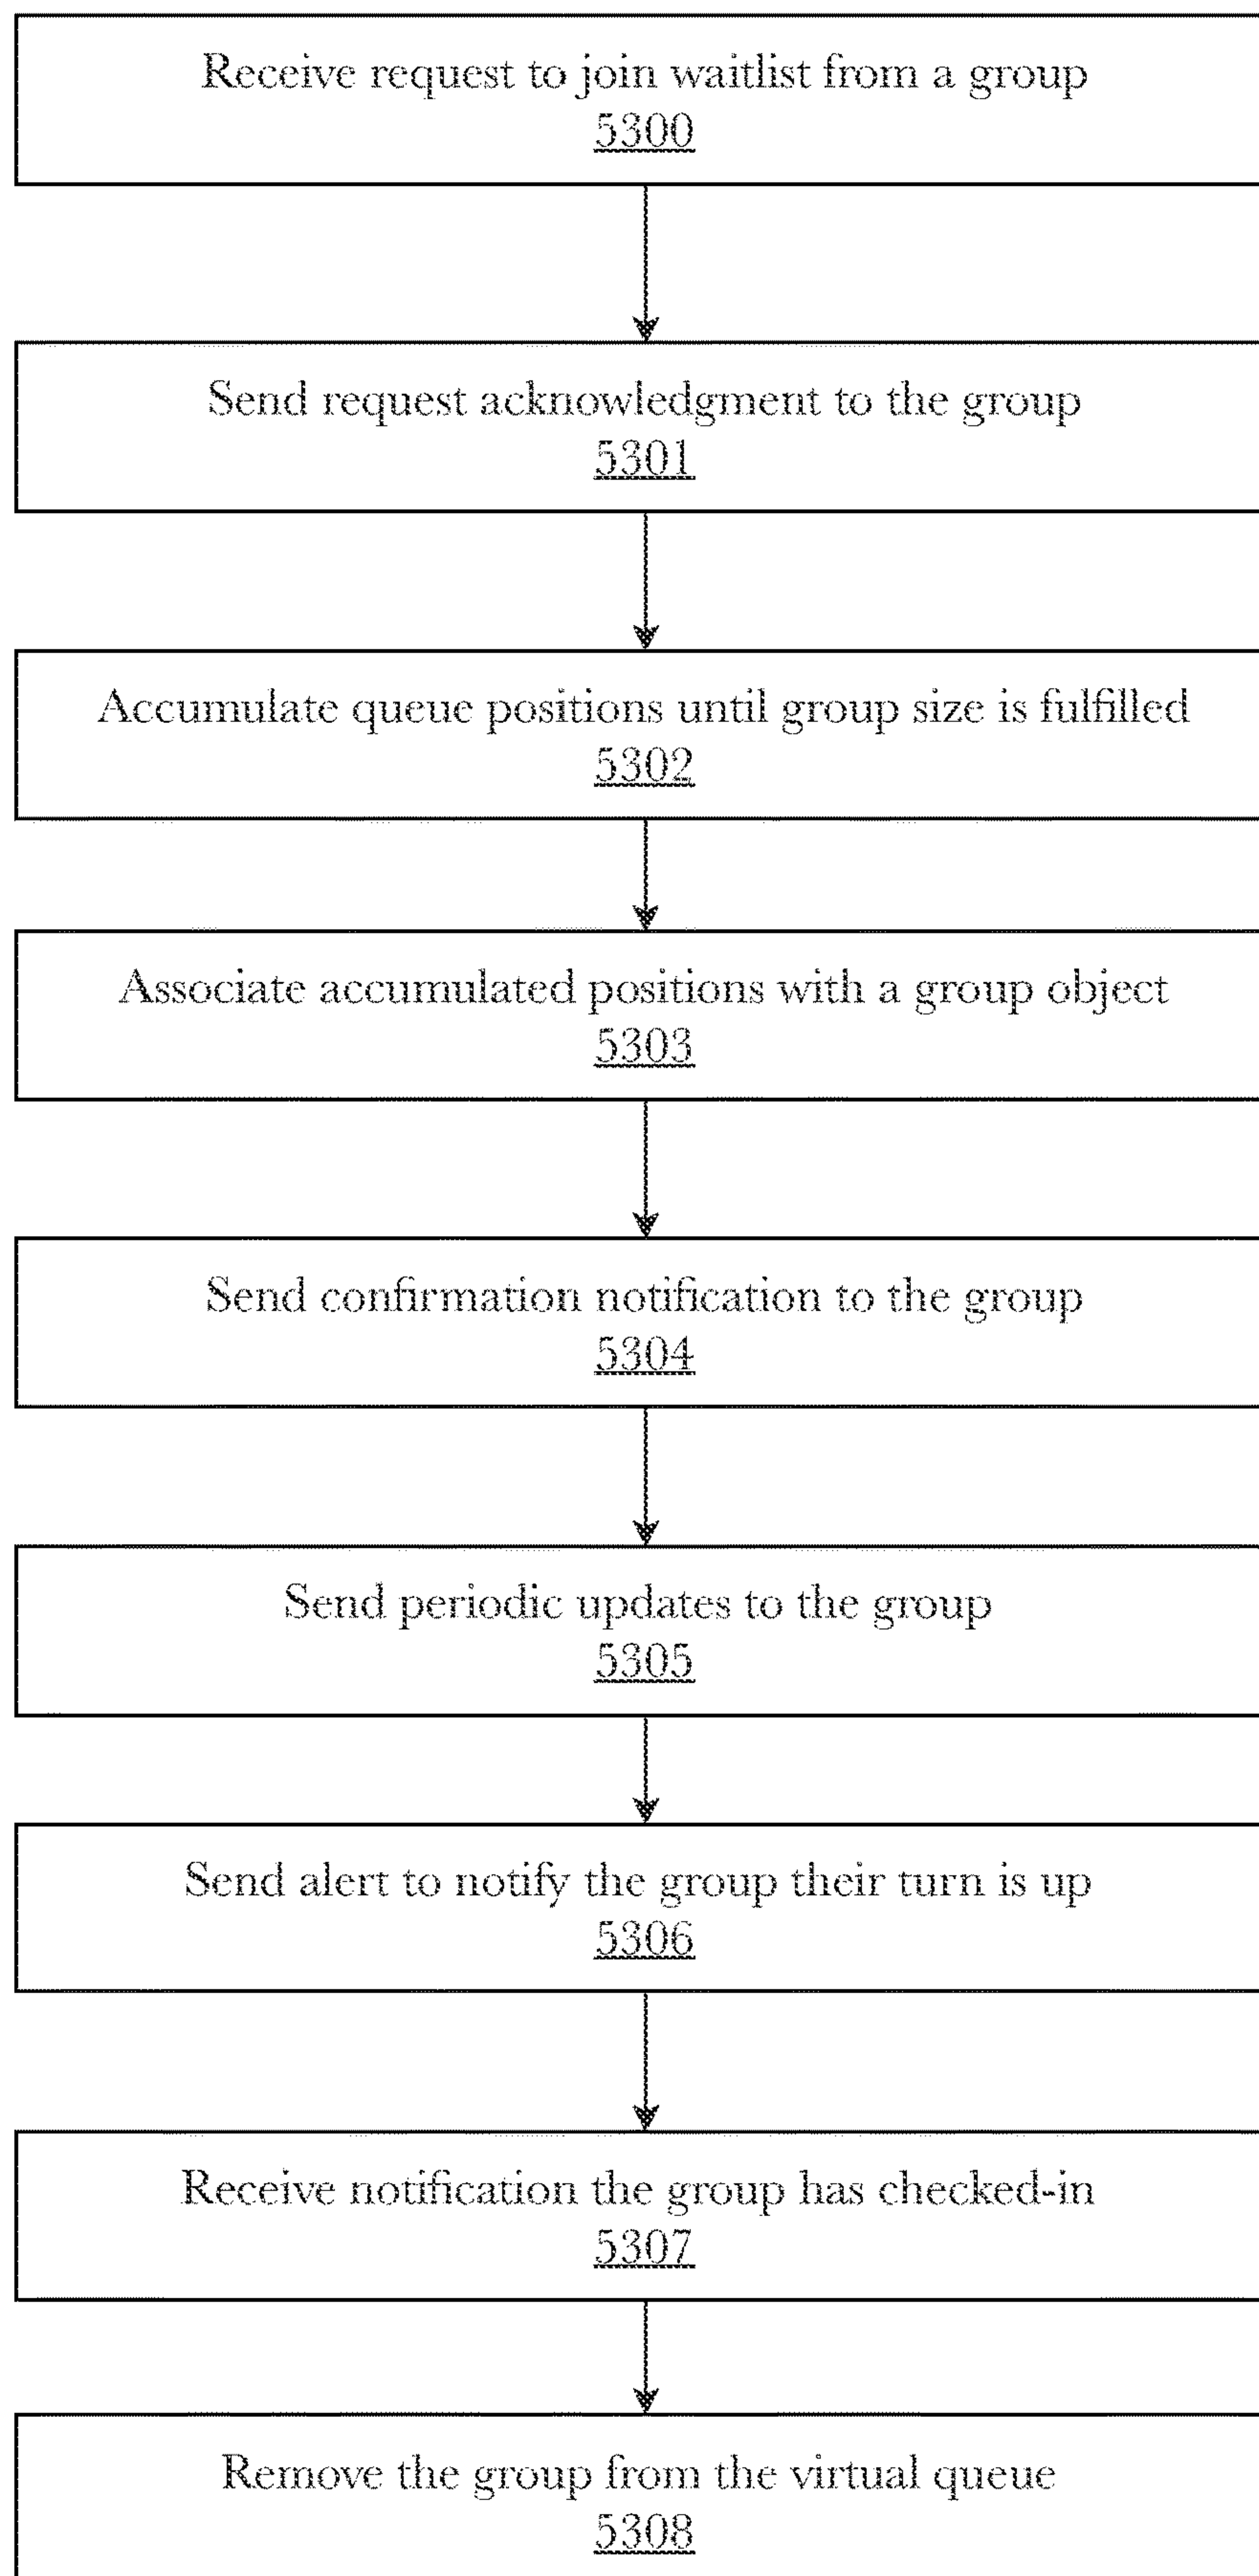 Receive request to join waitlist from a group
5300
Send request acknowledgment to the group
5301
Accumulate queue positions until group size is fulfilled
5302
Associate accumulated positions with a group object
5303
Send confirmation notification to the group
5304
Send periodic updates to the group
5305
Send alert to notify the group their turn is up
5306
Receive notification the group has checked-in
5307
Remove the group from the virtual queue
5308